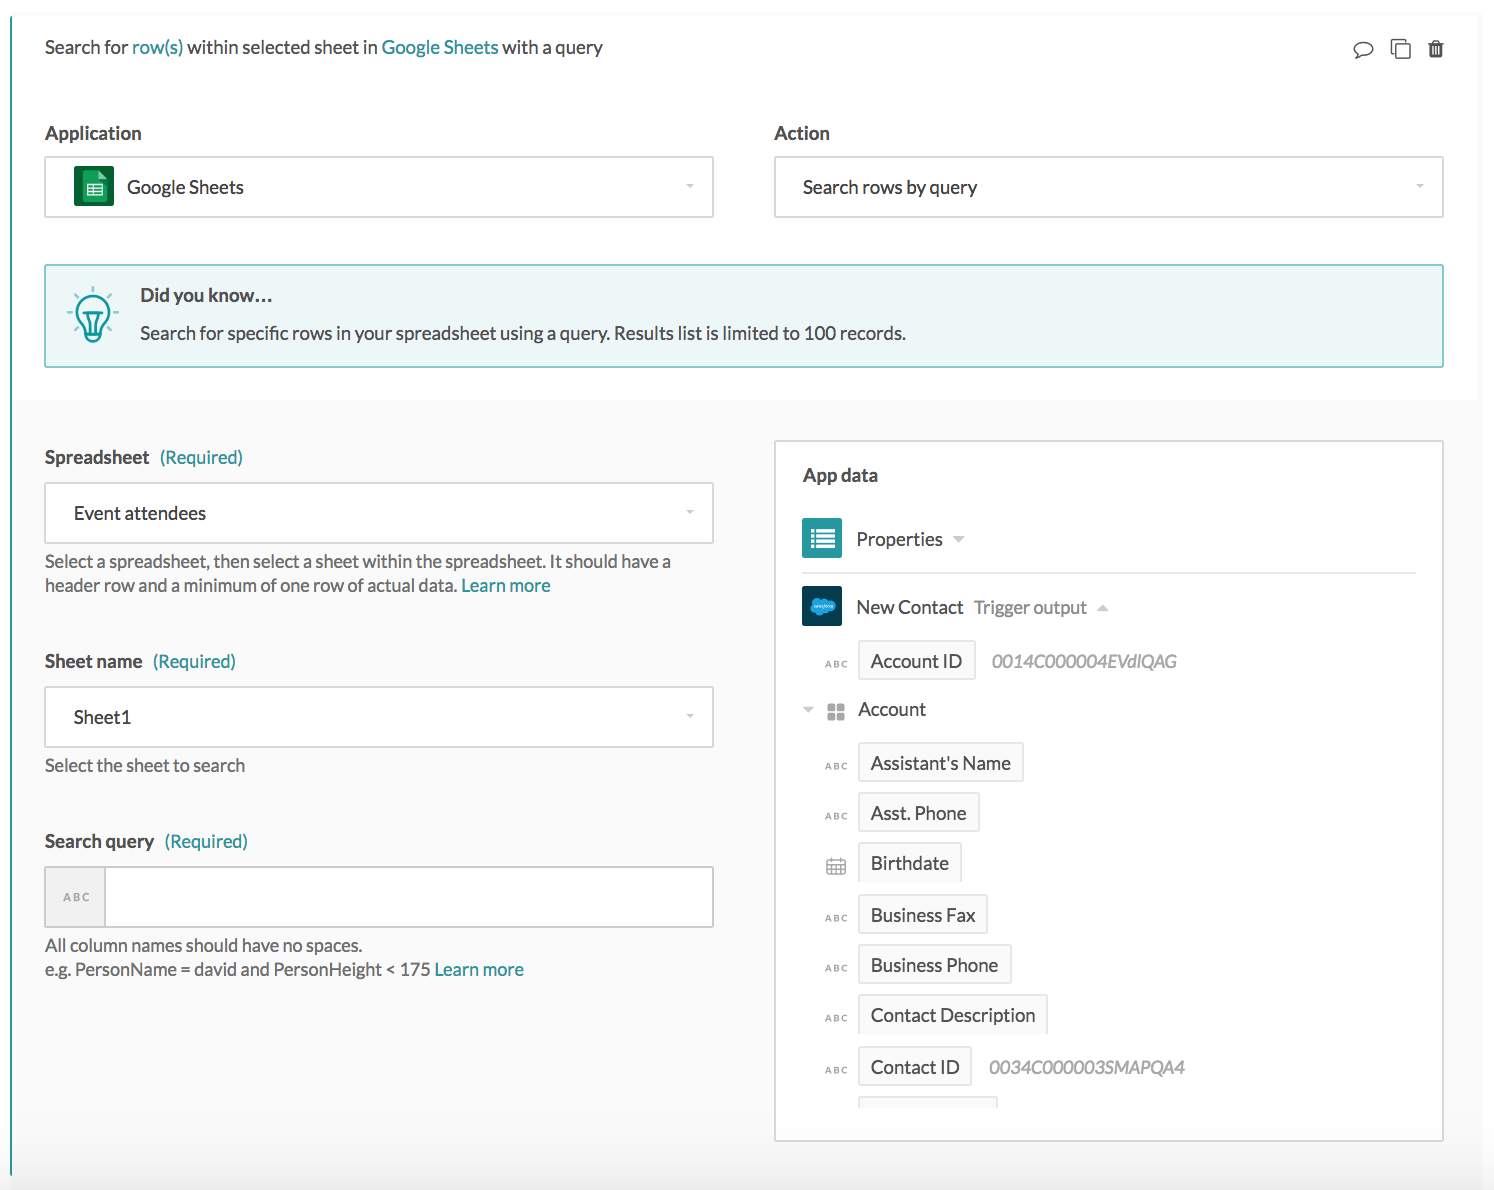 Search for row(s) within selected sheet in Google Sheets with a query
Application
Google Sheets
Action
Search rows by query
Did you know...
Search for specific rows in your spreadsheet using a query. Results list is limited to 100 records.
Spreadsheet (Required)
Event attendees
Select a spreadsheet, then select a sheet within the spreadsheet. It should have a
header row and a minimum of one row of actual data. Learn more
Sheet name (Required)
Sheet1
Select the sheet to search
Search query (Required)
ABC
All column names should have no spaces.
e.g. PersonName = david and PersonHeight < 175 Learn more
App data
Properties
New Contact Trigger output
ABC Account ID 0014C000004EVdlQAG
Account
ABC Assistant's Name
ABC Asst. Phone
Birthdate
ABC Business Fax
ABC Business Phone
ABC Contact Description
ABC Contact ID 0034C000003SMAPQA4